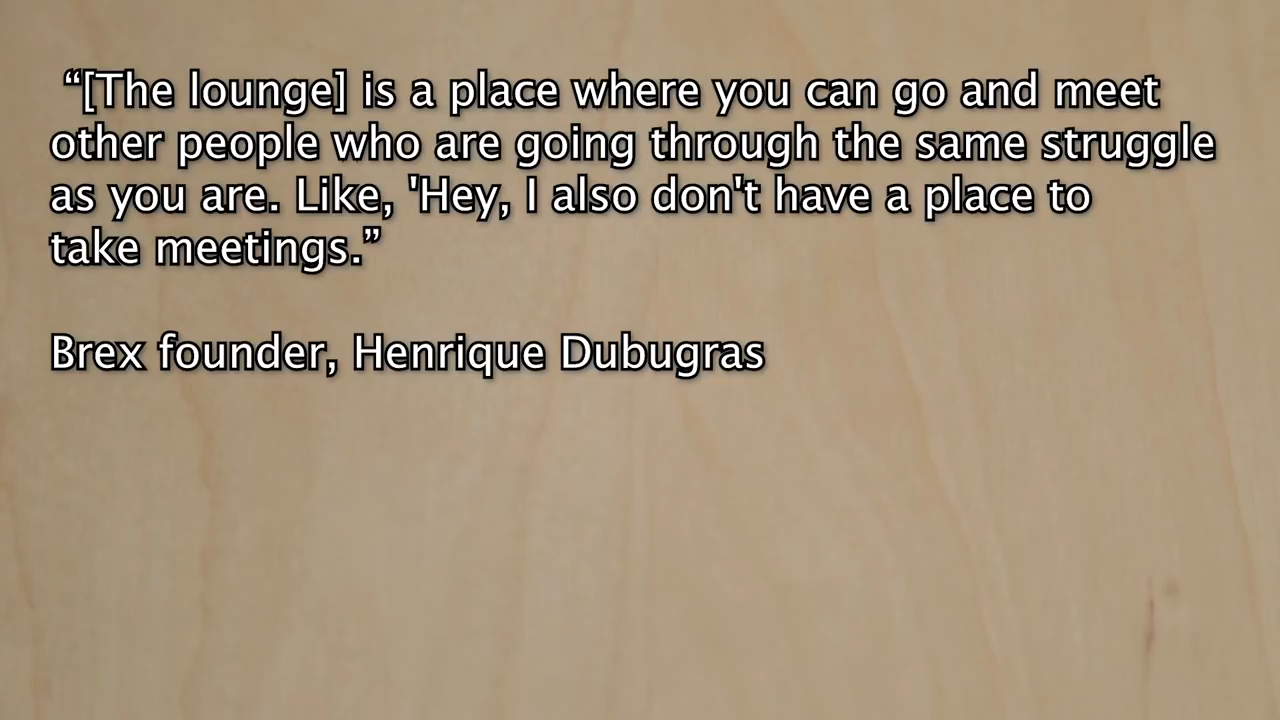 “[The lounge] is a place where you can go and meet
other people who are going through the same struggle
as you are. Like, 'Hey, I also don't have a place to
take meetings.”
Brex founder, Henrique Dubugras